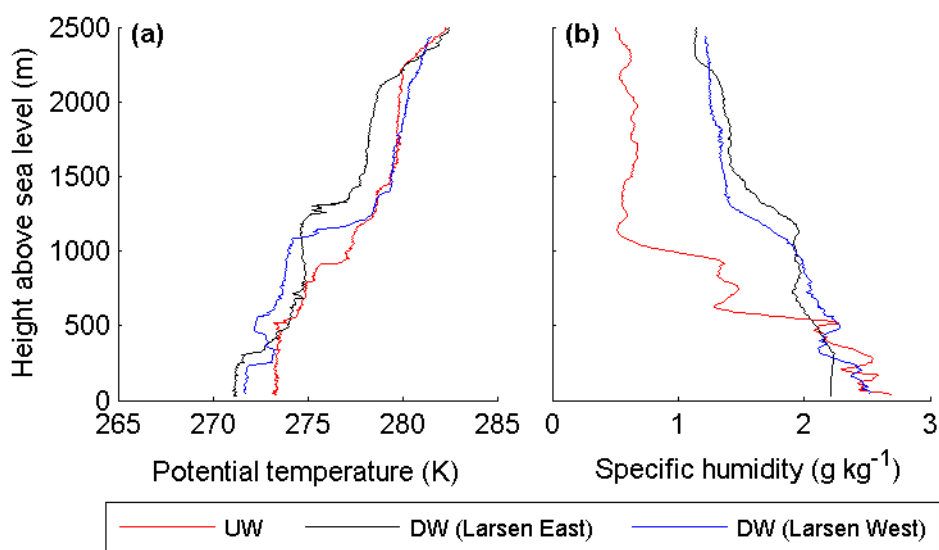 (a)
(b)
2500
2000
1500
1000
500
0
Height above sea level (m)
265 270 275 280 285
0 1 2 3
Potential temperature (K)
Specific humidity (g kg⁻¹)
UW DW (Larsen East) DW (Larsen West)